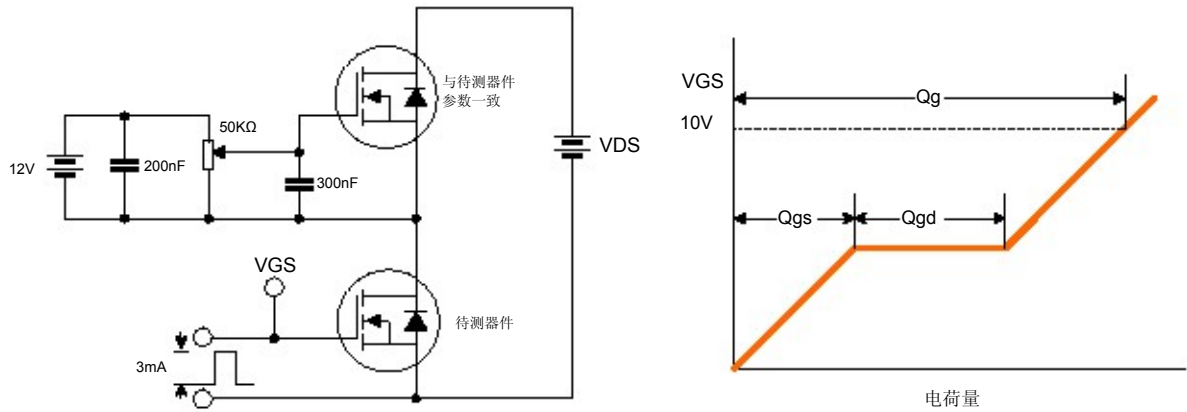 与待测器件
参数一致
50KΩ
12V
200nF
300nF
VDS
VGS
待测器件
3mA
VGS
10V
Qg
Qgs
Qgd
电荷量